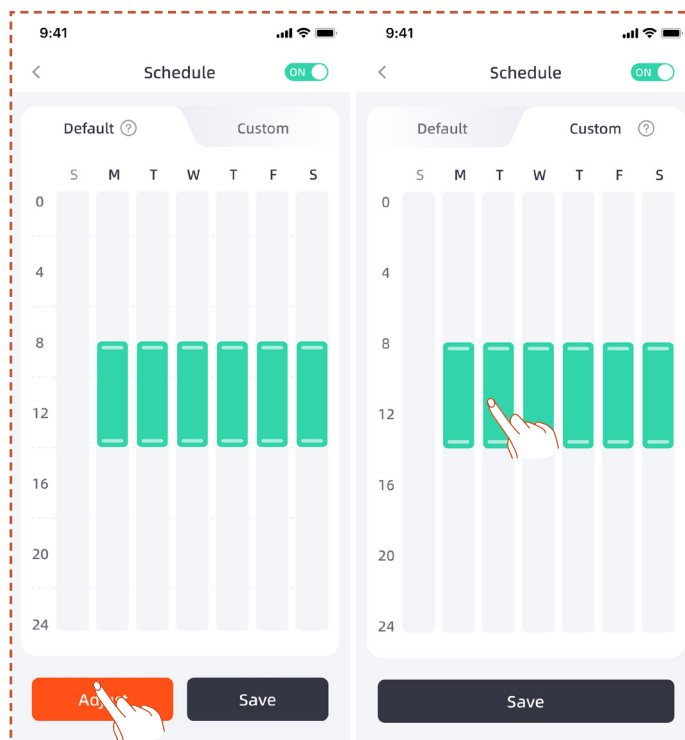 9:41
Schedule
ON
Default ?
Custom
S M T W T F S
0
4
8
12
16
20
24
Adjust
Save
9:41
Schedule
ON
Default
Custom ?
S M T W T F S
0
4
8
12
16
20
24
Save